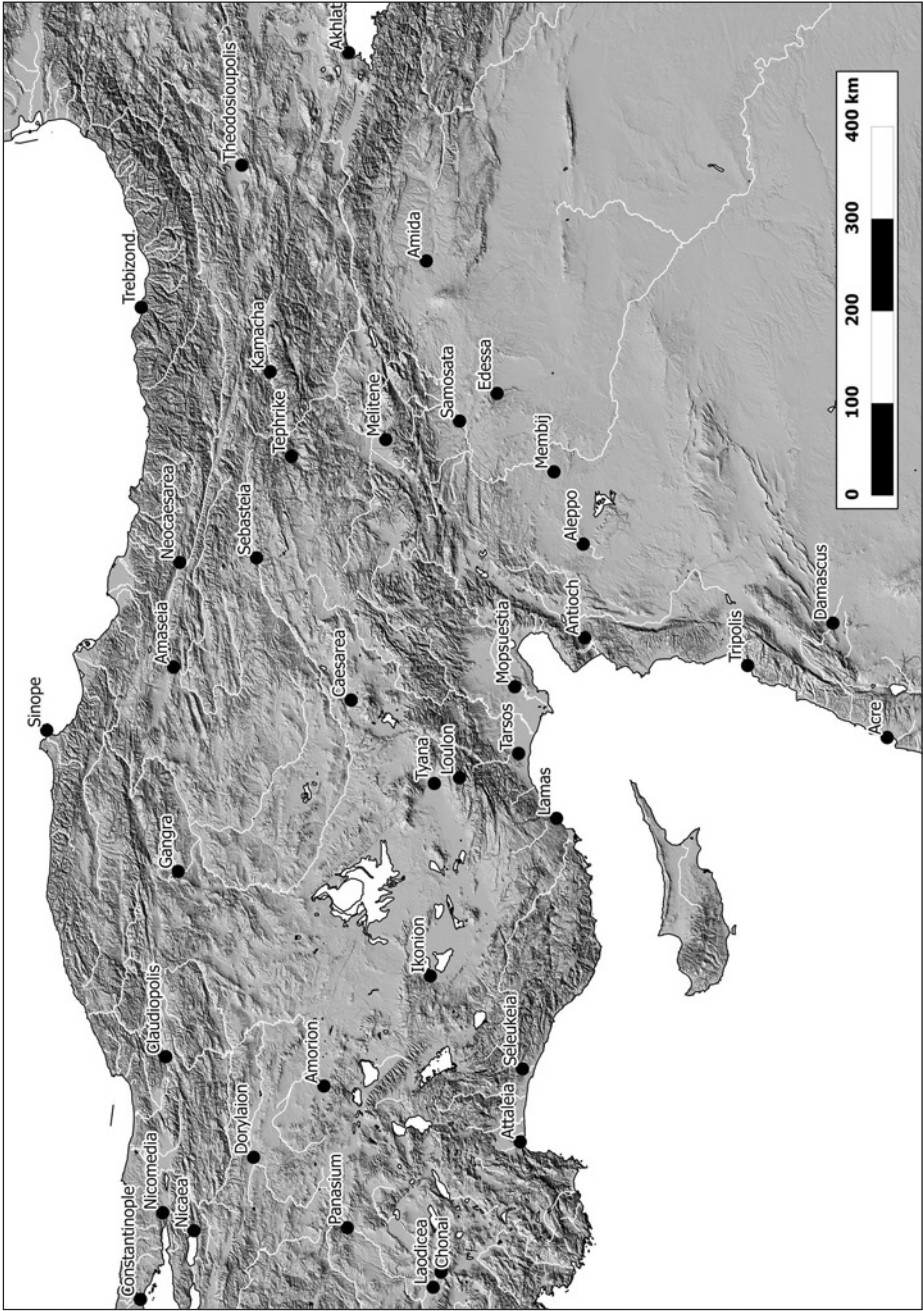 Sinope
Constantinople
Trebizond
Nicomedia
Claudiopolis
Amaseia
Gangra
Neocaesarea
Nicaea
Theodosioupolis
Dorylaion
Sebasteia
Kamacha
Tephrike
Amorion
Panasium
Caesarea
Akhlat
Melitene
Amida
Ikonion
Laodicea
Tyana
Chonai
Loulon
Samosata
Edessa
Mopsuestia
Tarsos
Attaleia
Seleukeia
Membij
Lamas
Antioch
Aleppo
Tripolis
Damascus
0 100 200 300 400 km
Acre